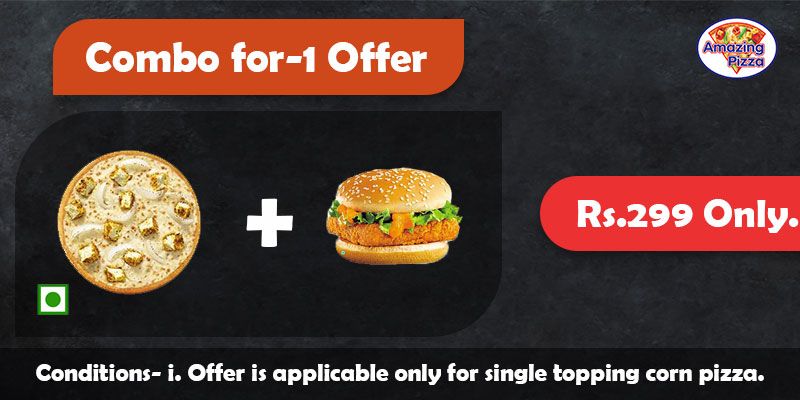 Combo for-1 Offer
Amazing
Pizza
Rs.299 Only.
Conditions- i. Offer is applicable only for single topping corn pizza.